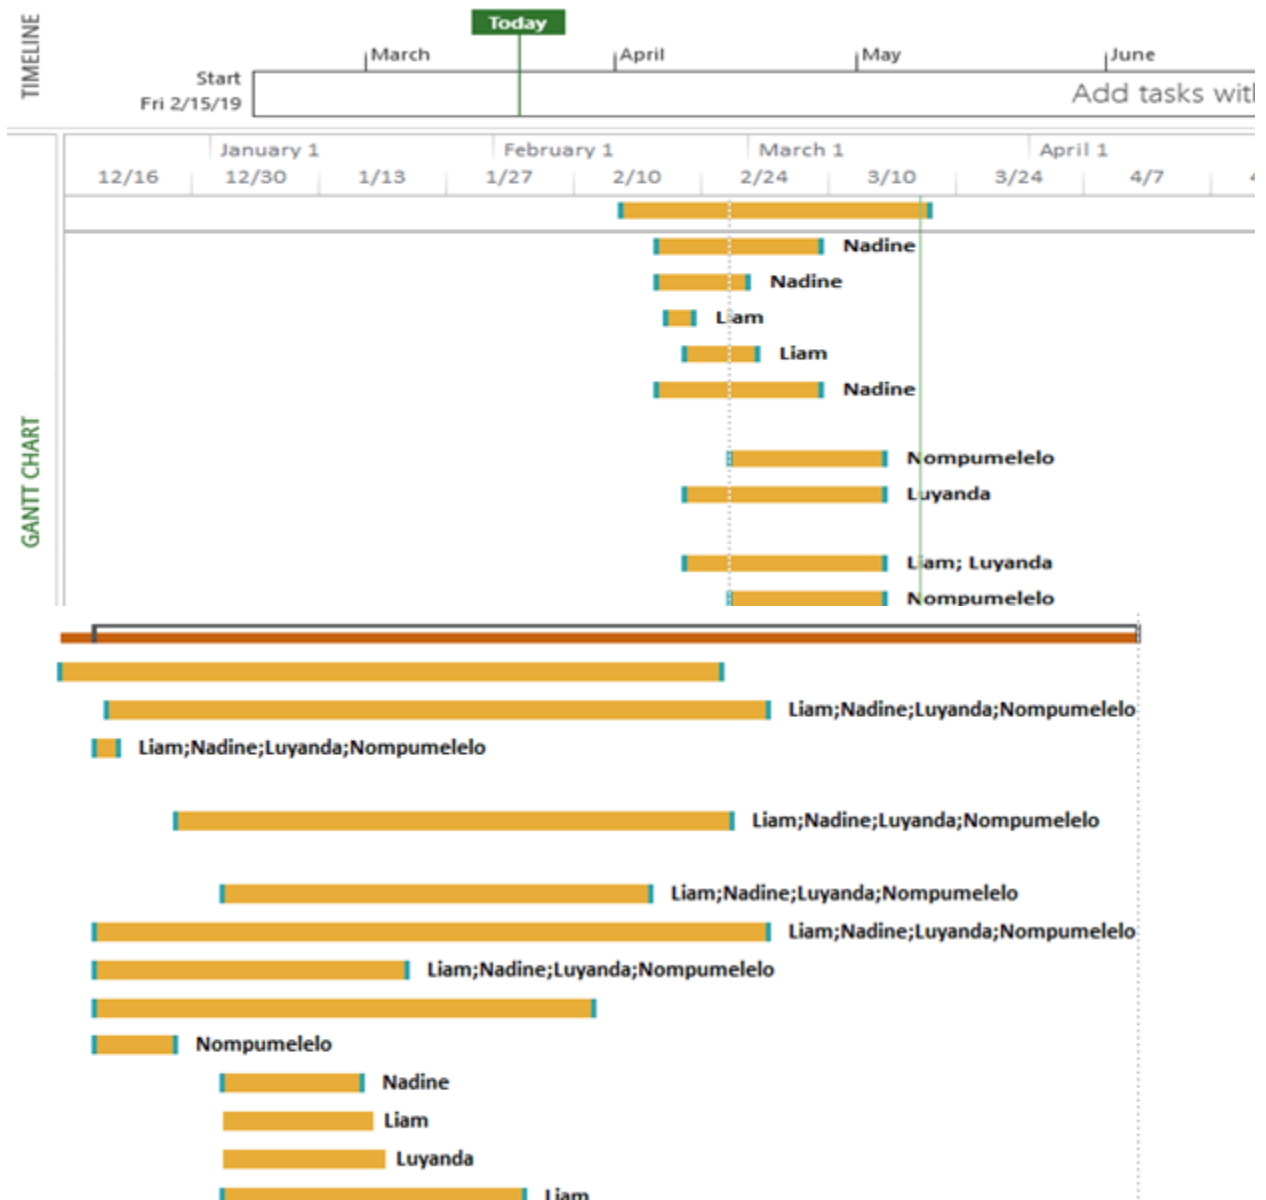 TIMELINE
Today
March
April
May
June
Start
Fri 2/15/19
Add tasks with
GANTT CHART
January 1
February 1
March 1
April 1
12/16
12/30
1/13
1/27
2/10
2/24
3/10
3/24
4/7
Nadine
Nadine
Liam
Liam
Nadine
Nompumelelo
Luyanda
Liam; Luyanda
Nompumelelo
Liam;Nadine;Luyanda;Nompumelelo
Liam;Nadine;Luyanda;Nompumelelo
Liam;Nadine;Luyanda;Nompumelelo
Liam;Nadine;Luyanda;Nompumelelo
Liam;Nadine;Luyanda;Nompumelelo
Liam;Nadine;Luyanda;Nompumelelo
Nompumelelo
Nadine
Liam
Luyanda
Liam